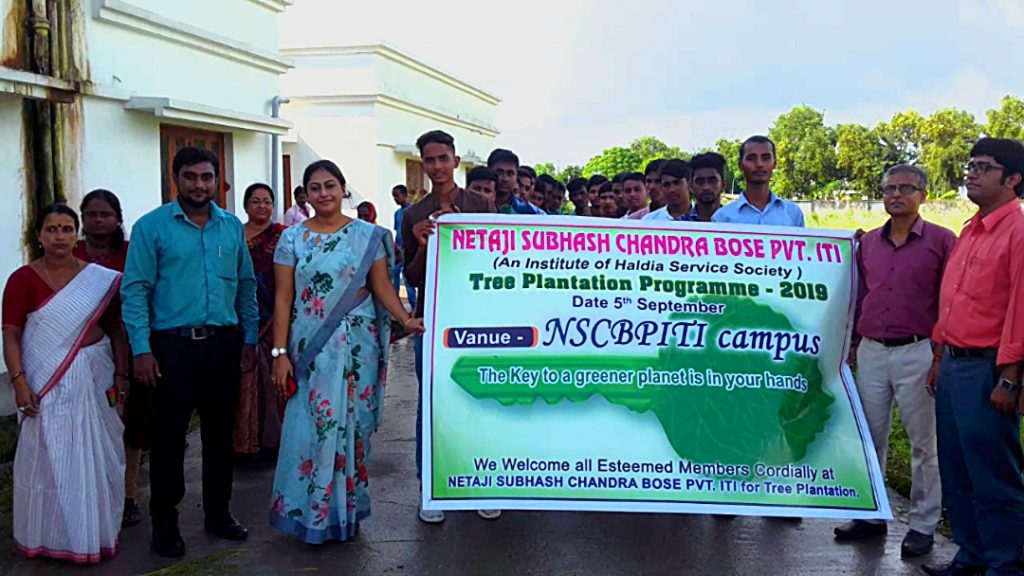 NETAJI SUBHASH CHANDRA BOSE PVT. ITI
(An Institute of Haldia Service Society )
Tree Plantation Programme - 2019
Date 5th September
Vanue - NSCBPITI campus
The Key to a greener planet is in your hands
We Welcome all Esteemed Members Cordially at
NETAJI SUBHASH CHANDRA BOSE PVT. ITI for Tree Plantation.